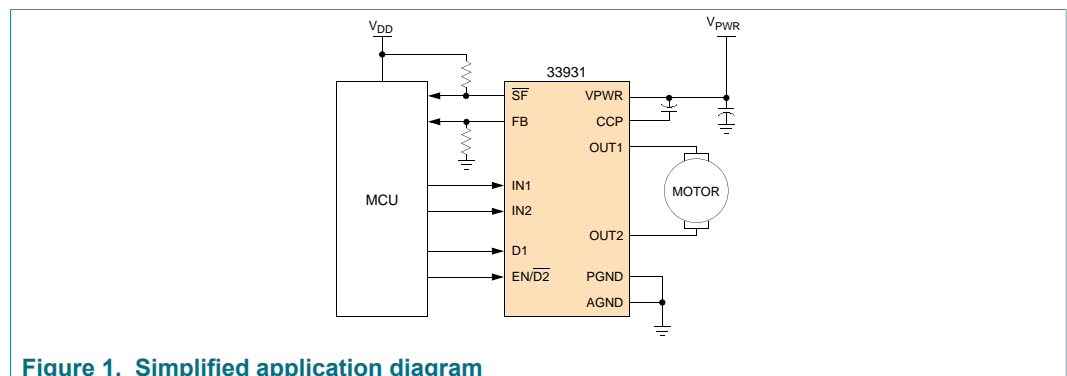 VDD
VPWR
33931
SF
VPWR
FB
CCP
OUT1
MCU
IN1
MOTOR
IN2
OUT2
D1
EN/D2
PGND
AGND
Figure 1. Simplified application diagram